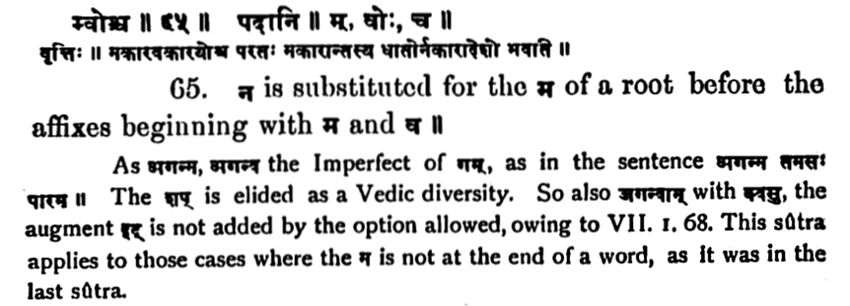 म्वोश्च ॥ ६५ ॥ पदानि ॥ म्, वोः, च ॥
वृत्तिः ॥ मकारवकारयोश्च परतः मकारान्तस्य धातोर्नकारादेशो भवति ॥
65. न is substituted for the म of a root before the
affixes beginning with म and व ॥
As अगन्म, अगन्व the Imperfect of गम्, as in the sentence अगन्म तमसः
पारम ॥ The शप् is elided as a Vedic diversity. So also जगन्वाम् with क्वसु, the
augment इट् is not added by the option allowed, owing to VII. 1. 68. This sûtra
applies to those cases where the म is not at the end of a word, as it was in the
last sûtra.